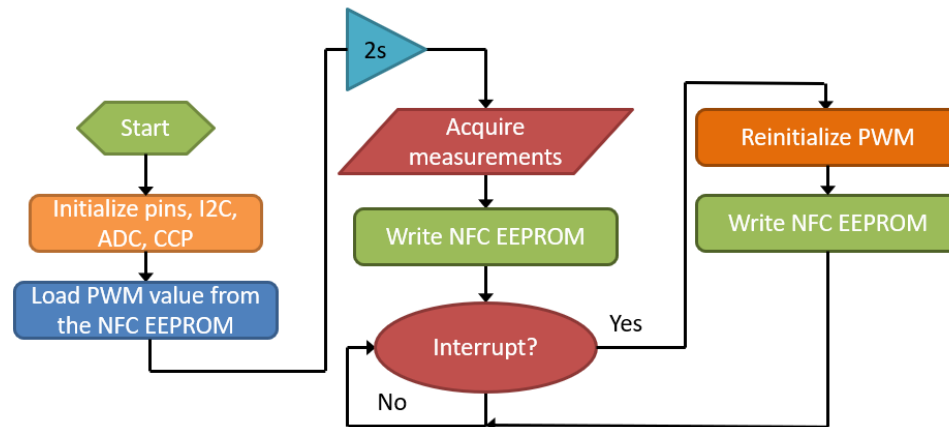 Start
Initialize pins, I2C,
ADC, CCP
Load PWM value from
the NFC EEPROM
2s
Acquire
measurements
Write NFC EEPROM
Interrupt?
Yes
No
Reinitialize PWM
Write NFC EEPROM